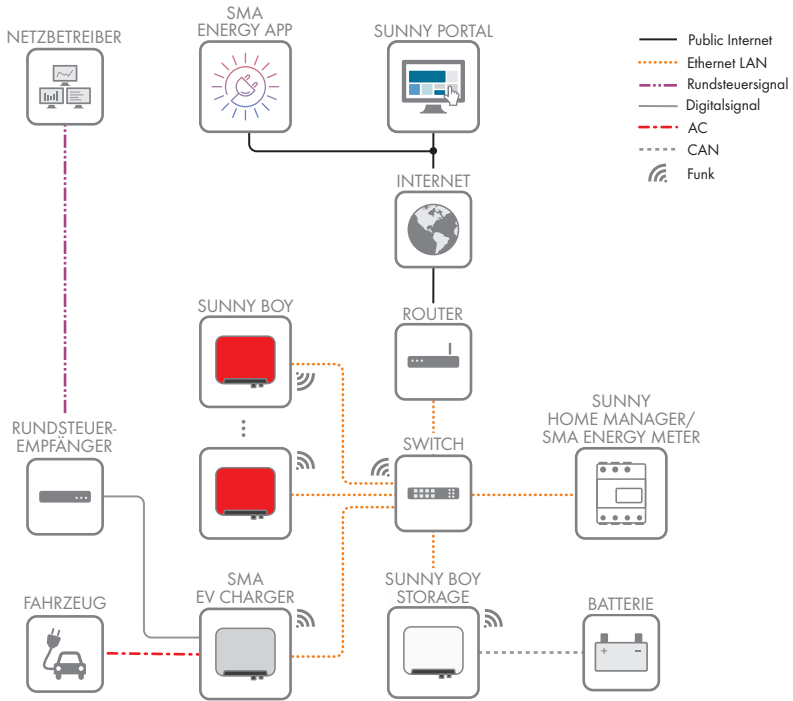 NETZBETREIBER
SMA
ENERGY APP
SUNNY PORTAL
Public Internet
Ethernet LAN
Rundsteuersignal
Digitalsignal
AC
CAN
Funk
INTERNET
SUNNY BOY
ROUTER
RUNDSTEUER-
EMPFÄNGER
SWITCH
SUNNY
HOME MANAGER/
SMA ENERGY METER
FAHRZEUG
SMA
EV CHARGER
SUNNY BOY
STORAGE
BATTERIE
+ -